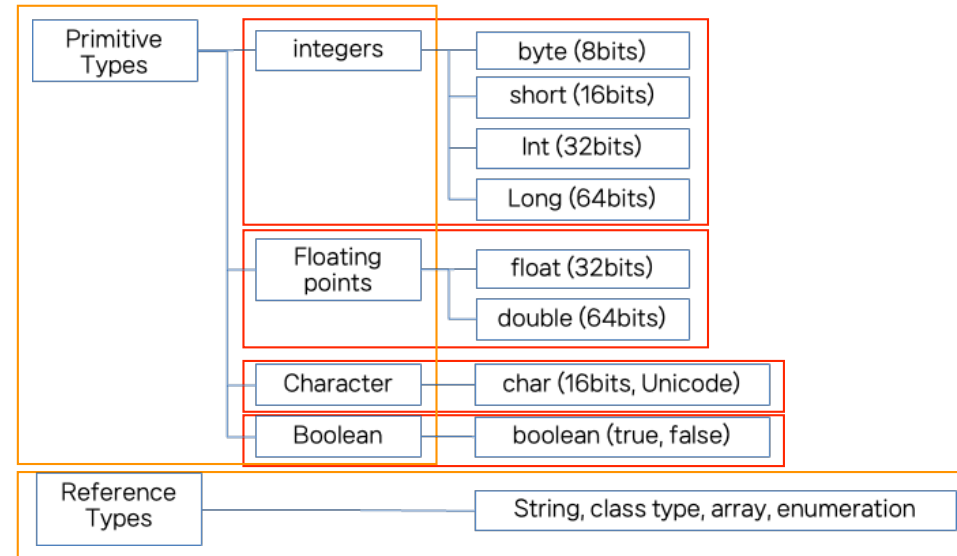 Primitive
Types
integers
byte (8bits)
short (16bits)
Int (32bits)
Long (64bits)
Floating
points
float (32bits)
double (64bits)
Character
char (16bits, Unicode)
Boolean
boolean (true, false)
Reference
Types
String, class type, array, enumeration